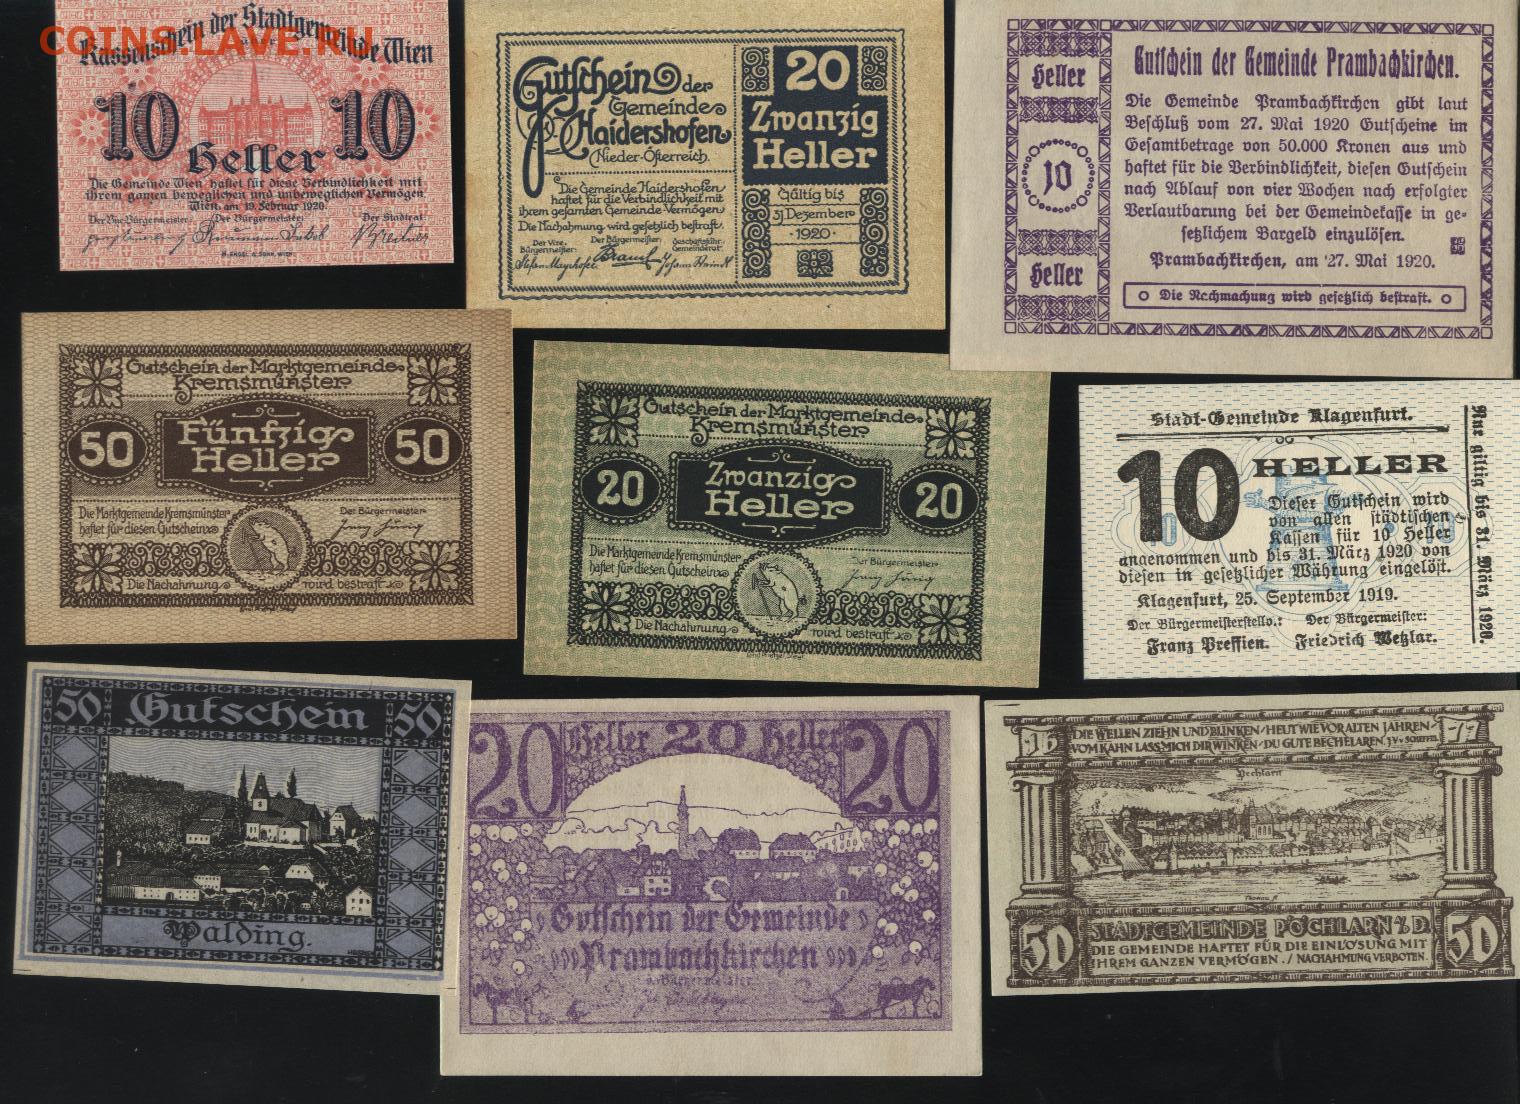 COINS.LAVE.RU
Kassenschein der Stadtgemeinde Wien
10 10
Heller
Die Gemeinde Wien haftet für diese Verbindlichkeit mit
ihrem ganzen beweglichen und unbeweglichen Vermögen.
Wien, am 19. Februar 1920.
Der Vize-Bürgermeister: Der Bürgermeister: Der Stadtrat:
Gutschein der
Gemeinde
Haidershofen
Nieder-Österreich.
Die Gemeinde Haidershofen
haftet für die Verbindlichkeit mit
ihrem gesamten Gemeinde-Vermögen.
Die Nachahmung wird gesetzlich bestraft.
Der Vize-
Bürgermeister: Der Bürgermeister: Geschäftsführ.
Gemeinderat:
20
Zwanzig
Heller
Gültig bis
31. Dezember
· 1920 ·
Heller
10
Heller
Gutschein der Gemeinde Prambachkirchen.
Die Gemeinde Prambachkirchen gibt laut
Beschluß vom 27. Mai 1920 Gutscheine im
Gesamtbetrage von 50.000 Kronen aus und
haftet für die Verbindlichkeit, diesen Gutschein
nach Ablauf von vier Wochen nach erfolgter
Verlautbarung bei der Gemeindekasse in ge-
setzlichem Bargeld einzulösen.
Prambachkirchen, am 27. Mai 1920.
Die Nachmachung wird gesetzlich bestraft.
Gutschein der Marktgemeinde
Kremsmünster
50 Fünfzig 50
Heller
Die Marktgemeinde Kremsmünster
haftet für diesen Gutschein
Der Bürgermeister
Die Nachahmung wird bestraft
Gutschein der Marktgemeinde
Kremsmünster
20 Zwanzig 20
Heller
Die Marktgemeinde Kremsmünster
haftet für diesen Gutschein
Der Bürgermeister
Die Nachahmung wird bestraft
Stadt-Gemeinde Klagenfurt.
10 HELLER
Dieser Gutschein wird
von allen städtischen
Kassen für 10 Heller
angenommen und bis 31. März 1920 von
diesen in gesetzlicher Währung eingelöst.
Klagenfurt, 25. September 1919.
Der Bürgermeisterstello.: Der Bürgermeister:
Franz Pressien. Friedrich Wetzlar.
Nur giltig bis 31. März 1920.
50 Gutschein 50
Walding.
20 Heller 20 Heller 20
Gutschein der Gemeinde
Prambachkirchen
DIE WELLEN ZIEHN UND BLINKEN / HEUT WIE VOR ALTEN JAHREN
VOM KAHN LASS MICH DIR WINKEN · DU GUTE BECHELAREN. J.V.v. SCHEFFEL
Pechlarn
50 STADTGEMEINDE PÖCHLARN a/D. 50
DIE GEMEINDE HAFTET FÜR DIE EINLÖSUNG MIT
IHREM GANZEN VERMÖGEN. / NACHAHMUNG VERBOTEN.